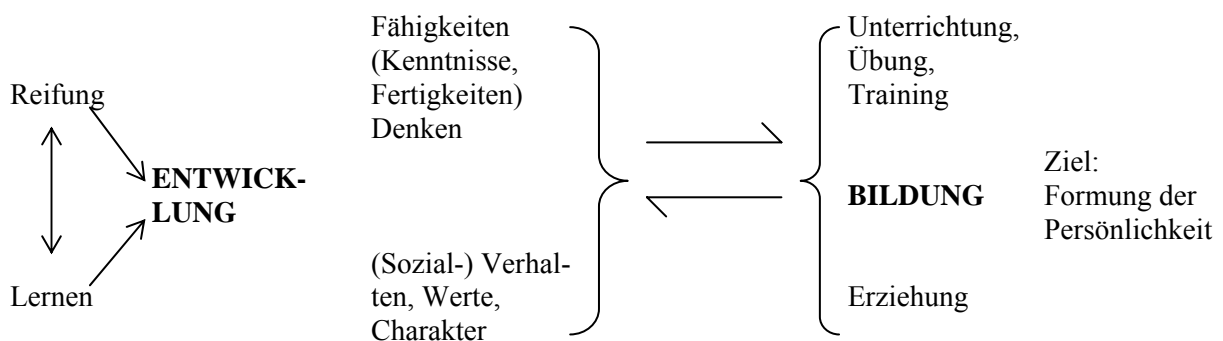 Reifung
Lernen
ENTWICK-
LUNG
Fähigkeiten
(Kenntnisse,
Fertigkeiten)
Denken
(Sozial-) Verhal-
ten, Werte,
Charakter
Unterrichtung,
Übung,
Training
BILDUNG
Erziehung
Ziel:
Formung der
Persönlichkeit